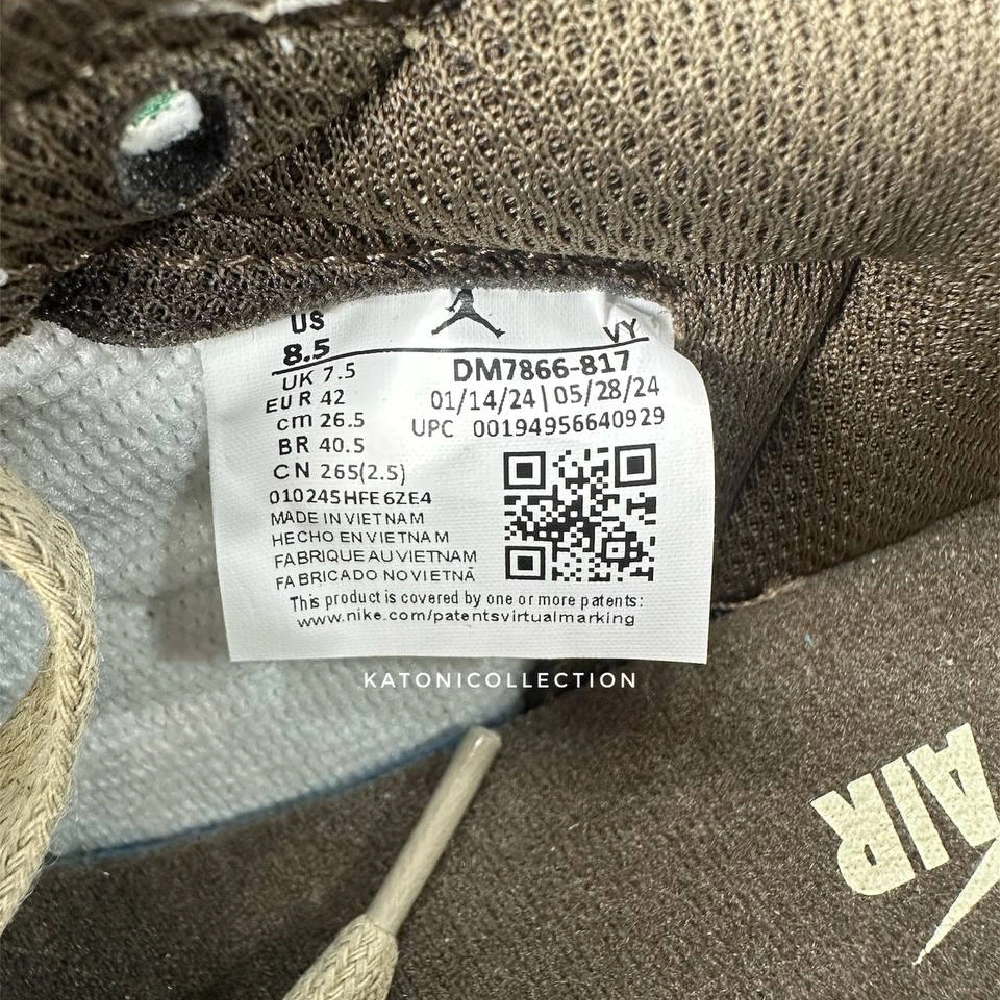 US
8.5
VY
UK 7.5
EUR 42
cm 26.5
BR 40.5
CN 265(2.5)
DM7866-817
01/14/24|05/28/24
UPC 00194956640929
010245HFE6ZE4
MADE IN VIETNAM
HECHO EN VIETNAM
FABRIQUE AU VIETNAM
FABRICADO NO VIETNÃ
This product is covered by one or more patents:
www.nike.com/patentsvirtualmarking
KATONICOLLECTION
AIR